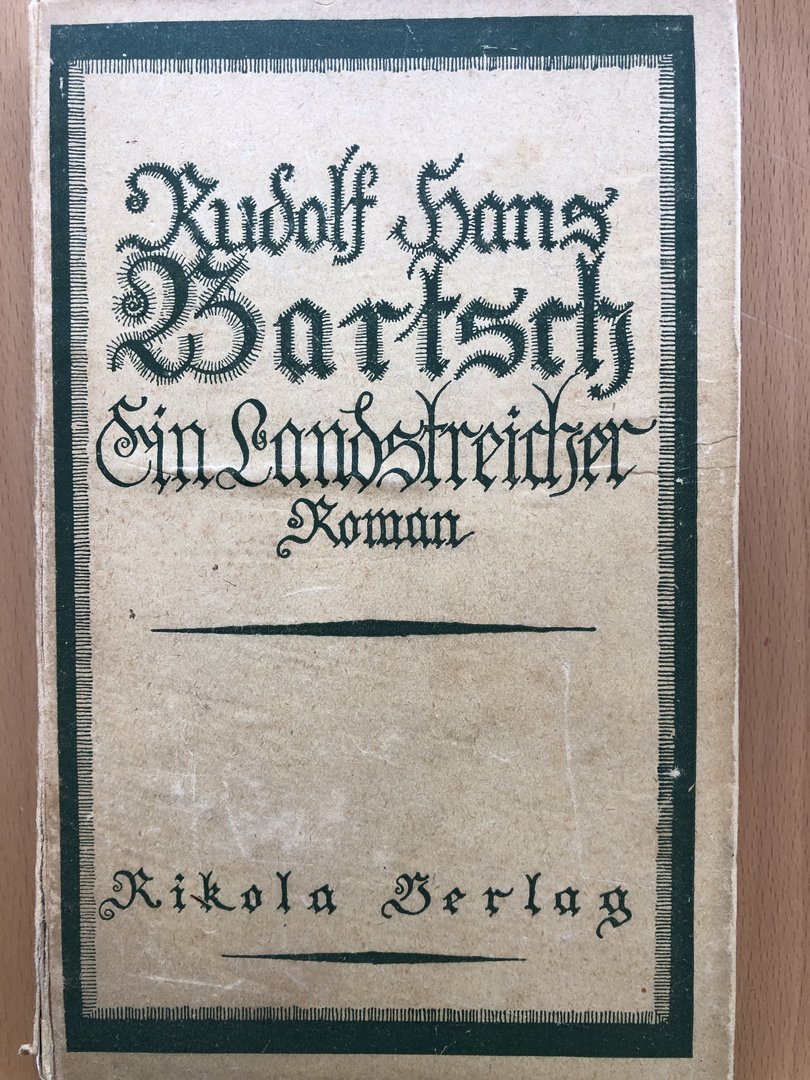 Rudolf Hans
Bartsch
Ein Landstreicher
Roman
Rikola Verlag